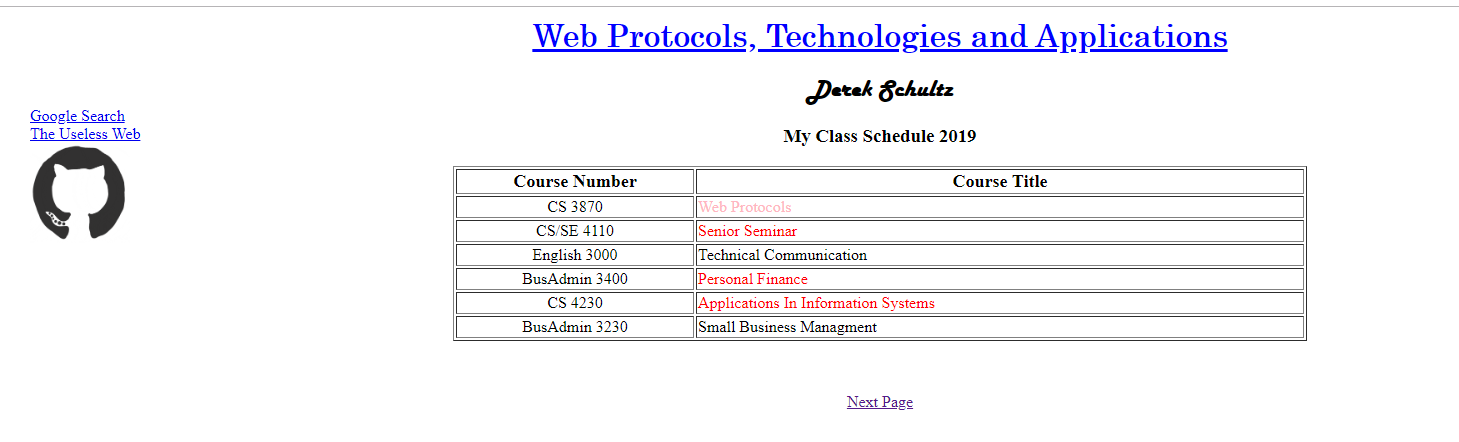 Web Protocols, Technologies and Applications
Derek Schultz
Google Search
The Useless Web
My Class Schedule 2019
Course Number Course Title
CS 3870 Web Protocols
CS/SE 4110 Senior Seminar
English 3000 Technical Communication
BusAdmin 3400 Personal Finance
CS 4230 Applications In Information Systems
BusAdmin 3230 Small Business Managment
Next Page